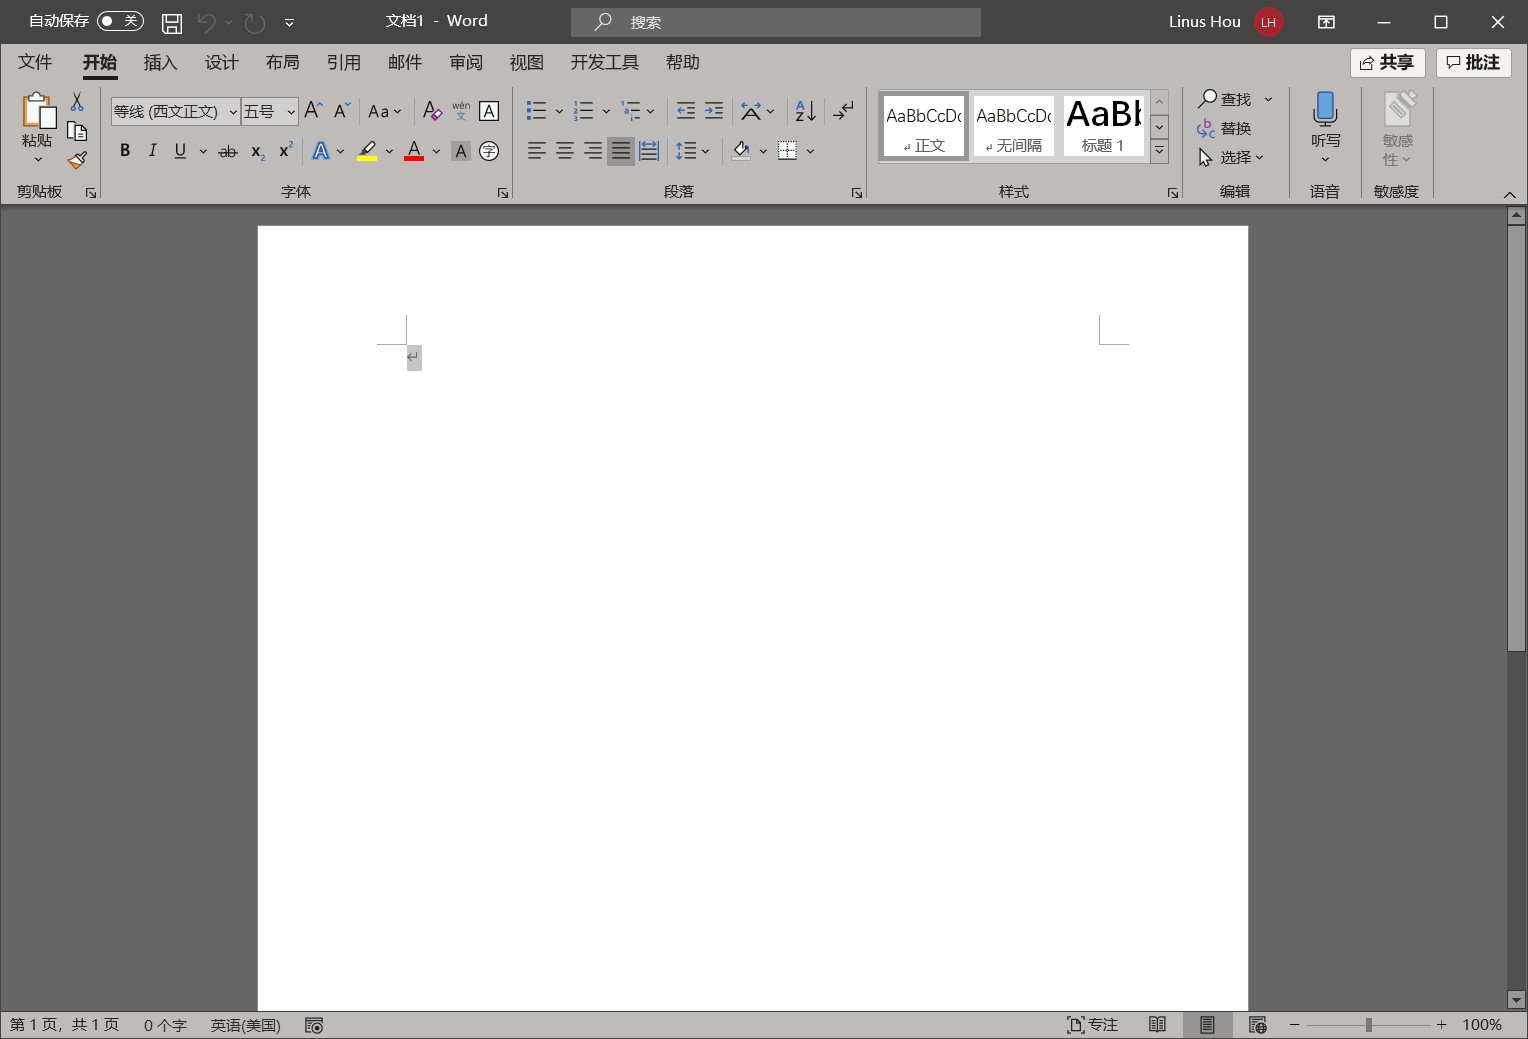 自动保存 关 文档1 - Word 搜索 Linus Hou LH
文件 开始 插入 设计 布局 引用 邮件 审阅 视图 开发工具 帮助 共享 批注
粘贴
剪贴板
等线 (西文正文) 五号 A A Aa A wén 文 A
B I U ab x₂ x² A A A 字
字体
1 2 3 A Z
段落
AaBbCcDc AaBbCcDc AaBb
↲ 正文 ↲ 无间隔 标题 1
样式
查找
替换
选择
编辑
听写
语音
敏感性
敏感度
↵
第 1 页，共 1 页 0 个字 英语(美国) 专注 − + 100%